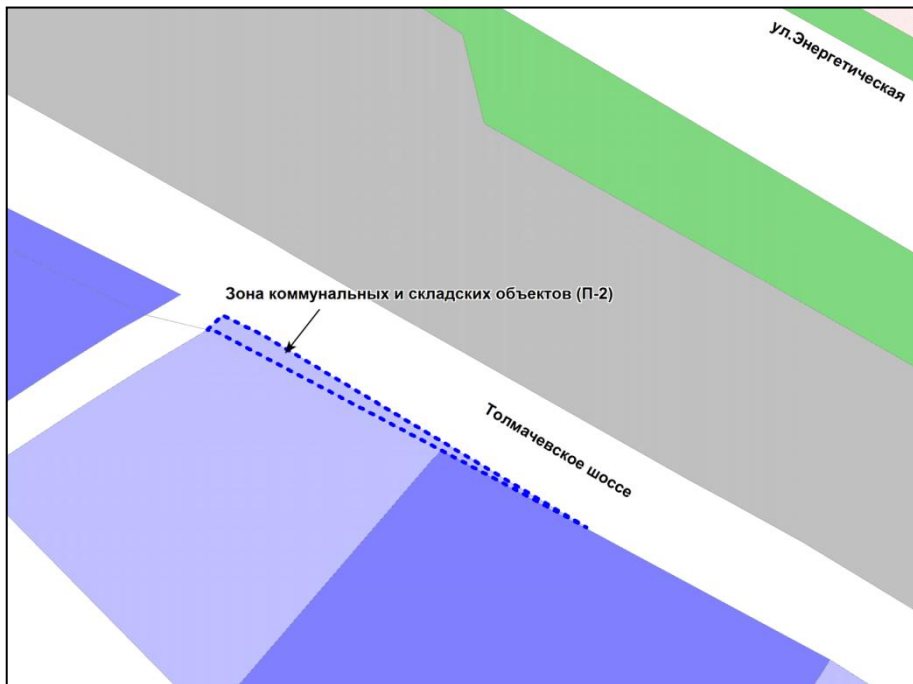 ул.Энергетическая
Зона коммунальных и складских объектов (П-2)
Толмачевское шоссе